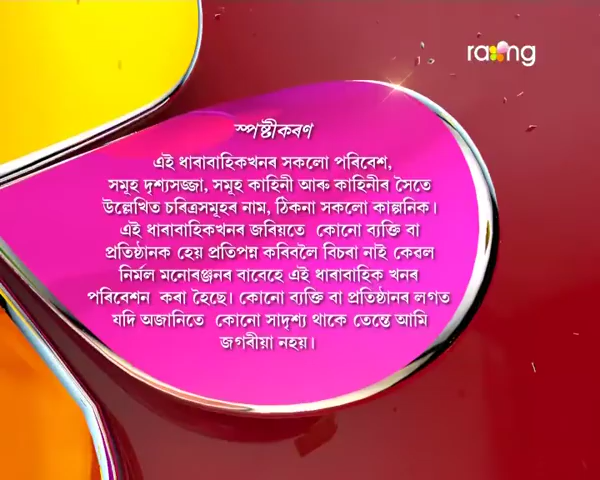 raang
স্পষ্টীকৰণ
এই ধাৰাবাহিকখনৰ সকলো পৰিবেশ,
সমূহ দৃশ্যসজ্জা, সমূহ কাহিনী আৰু কাহিনীৰ সৈতে
উল্লেখিত চৰিত্ৰসমূহৰ নাম, ঠিকনা সকলো কাল্পনিক।
এই ধাৰাবাহিকখনৰ জৰিয়তে কোনো ব্যক্তি বা
প্ৰতিষ্ঠানক হেয় প্ৰতিপন্ন কৰিবলৈ বিচৰা নাই কেৱল
নিৰ্মল মনোৰঞ্জনৰ বাবেহে এই ধাৰাবাহিক খনৰ
পৰিবেশন কৰা হৈছে। কোনো ব্যক্তি বা প্ৰতিষ্ঠানৰ লগত
যদি অজানিতে কোনো সাদৃশ্য থাকে তেন্তে আমি
জগৰীয়া নহয়।